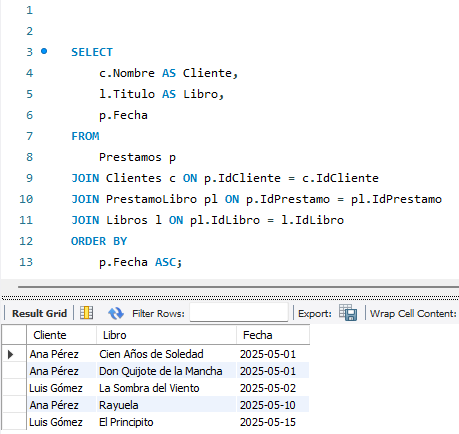 1
2
3 SELECT
4 c.Nombre AS Cliente,
5 l.Titulo AS Libro,
6 p.Fecha
7 FROM
8 Prestamos p
9 JOIN Clientes c ON p.IdCliente = c.IdCliente
10 JOIN PrestamoLibro pl ON p.IdPrestamo = pl.IdPrestamo
11 JOIN Libros l ON pl.IdLibro = l.IdLibro
12 ORDER BY
13 p.Fecha ASC;
Result Grid Filter Rows: Export: Wrap Cell Content:
Cliente Libro Fecha
Ana Pérez Cien Años de Soledad 2025-05-01
Ana Pérez Don Quijote de la Mancha 2025-05-01
Luis Gómez La Sombra del Viento 2025-05-02
Ana Pérez Rayuela 2025-05-10
Luis Gómez El Principito 2025-05-15